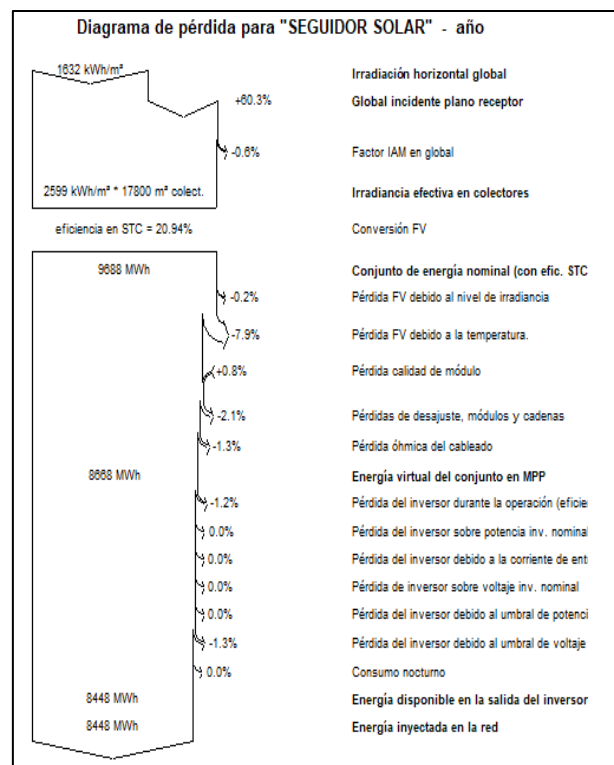 Diagrama de pérdida para "SEGUIDOR SOLAR" - año
1632 kWh/m² Irradiación horizontal global
+60.3% Global incidente plano receptor
-0.6% Factor IAM en global
2599 kWh/m² * 17800 m² colect. Irradiancia efectiva en colectores
eficiencia en STC = 20.94% Conversión FV
9688 MWh Conjunto de energía nominal (con efic. STC
-0.2% Pérdida FV debido al nivel de irradiancia
-7.9% Pérdida FV debido a la temperatura.
+0.8% Pérdida calidad de módulo
-2.1% Pérdidas de desajuste, módulos y cadenas
-1.3% Pérdida óhmica del cableado
8668 MWh Energía virtual del conjunto en MPP
-1.2% Pérdida del inversor durante la operación (eficie
0.0% Pérdida del inversor sobre potencia inv. nominal
0.0% Pérdida del inversor debido a la corriente de ent
0.0% Pérdida de inversor sobre voltaje inv. nominal
0.0% Pérdida del inversor debido al umbral de potenci
-1.3% Pérdida del inversor debido al umbral de voltaje
0.0% Consumo nocturno
8448 MWh Energía disponible en la salida del inversor
8448 MWh Energía inyectada en la red